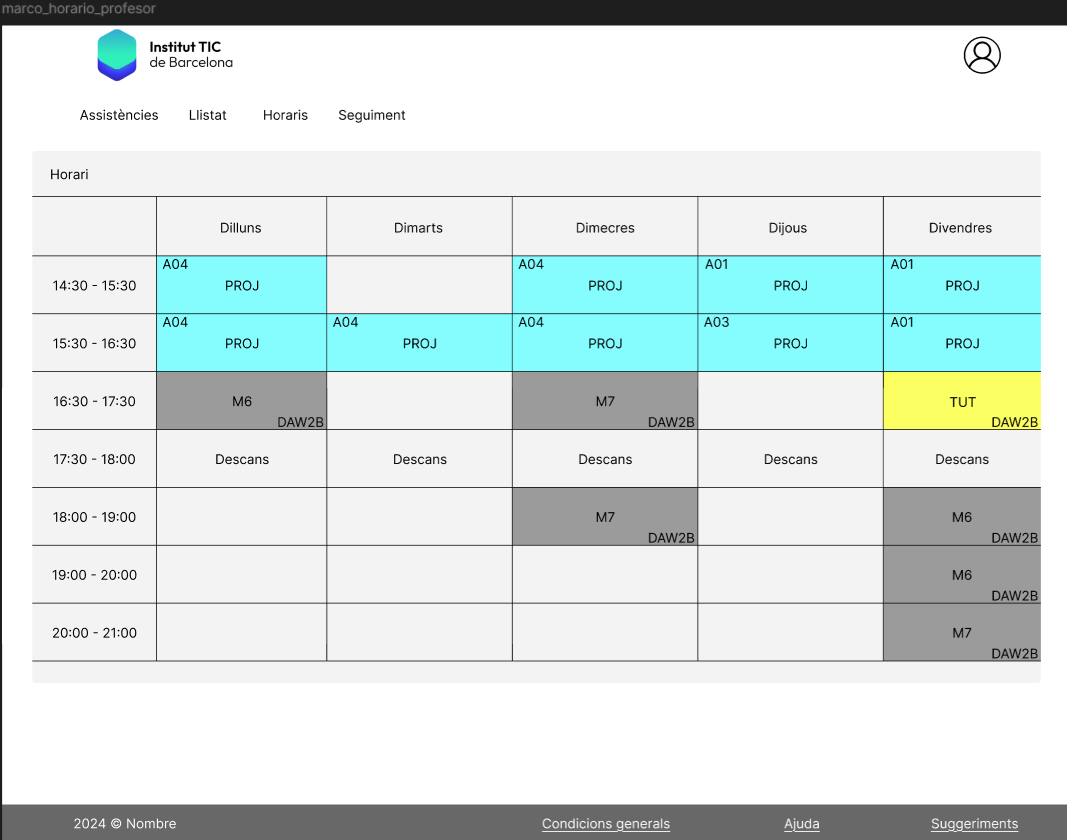 marco_horario_profesor
Institut TIC
de Barcelona
Assistències Llistat Horaris Seguiment
Horari
Dilluns Dimarts Dimecres Dijous Divendres
A04 A04 A01 A01
14:30 - 15:30 PROJ PROJ PROJ PROJ
A04 A04 A04 A03 A01
15:30 - 16:30 PROJ PROJ PROJ PROJ PROJ
16:30 - 17:30 M6 M7 TUT
DAW2B DAW2B DAW2B
17:30 - 18:00 Descans Descans Descans Descans Descans
18:00 - 19:00 M7 M6
DAW2B DAW2B
19:00 - 20:00 M6
DAW2B
20:00 - 21:00 M7
DAW2B
2024 © Nombre Condicions generals Ajuda Suggeriments